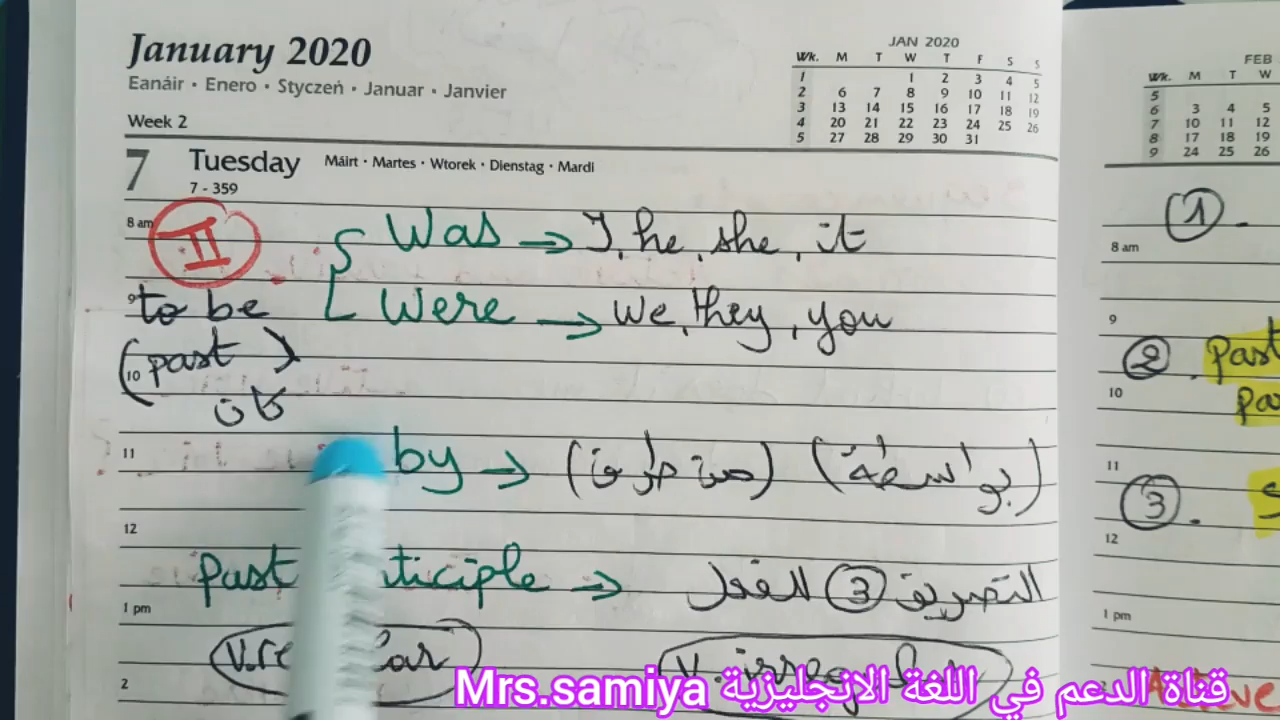 January 2020
Eanáir • Enero • Styczeń • Januar • Janvier
Week 2
7 Tuesday Máirt • Martes • Wtorek • Dienstag • Mardi
7 - 359
JAN 2020
Wk. M T W T F S S
1 1 2 3 4 5
2 6 7 8 9 10 11 12
3 13 14 15 16 17 18 19
4 20 21 22 23 24 25 26
5 27 28 29 30 31
8 am II Was → I, he, she, it
9 to be Were → We, they, you
10 (past)
كان
11 by → (من طرف) (بواسطة)
12
past → التصريف 3 للفعل
1 pm
2
قناة الدعم في اللغة الانجليزية Mrs.samiya
FEB
Wk. M T W
5
6 3 4 5
7 10 11 12
8 17 18 19
9 24 25 26
1 -
8 am
9
2. past
10
11
3.
12
1 pm